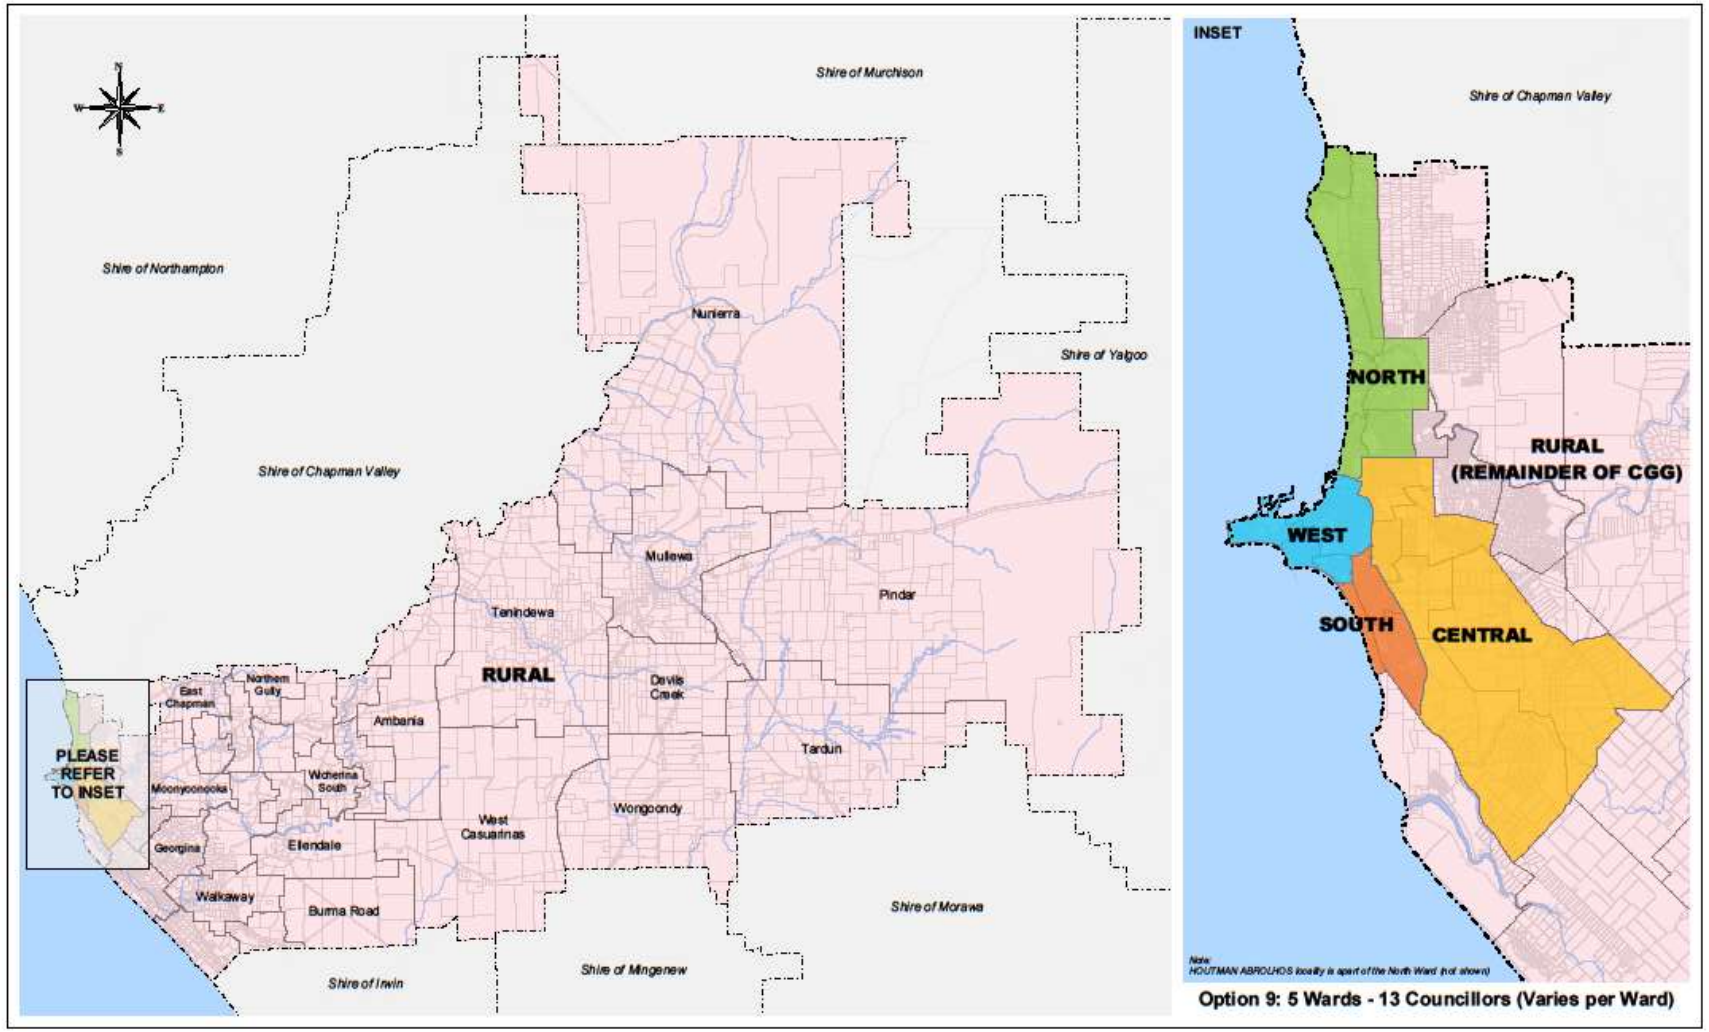 N
W E
S
Shire of Murchison
Shire of Northampton
Nunierra
Shire of Yalgoo
Shire of Chapman Valley
Mullewa
Pindar
Tenindewa
RURAL
Northern
Gully
East
Chapman
Devils
Creek
Ambania
Tardun
PLEASE
REFER
TO INSET
Wicherina
South
Moonyoonooka
Wongoondy
West
Casuarinas
Georgina
Ellendale
Walkaway
Burma Road
Shire of Morawa
Shire of Mingenew
Shire of Irwin
INSET
Shire of Chapman Valley
NORTH
RURAL
(REMAINDER OF CGG)
WEST
SOUTH
CENTRAL
Note:
HOUTMAN ABROLHOS locality is apart of the North Ward (not shown)
Option 9: 5 Wards - 13 Councillors (Varies per Ward)